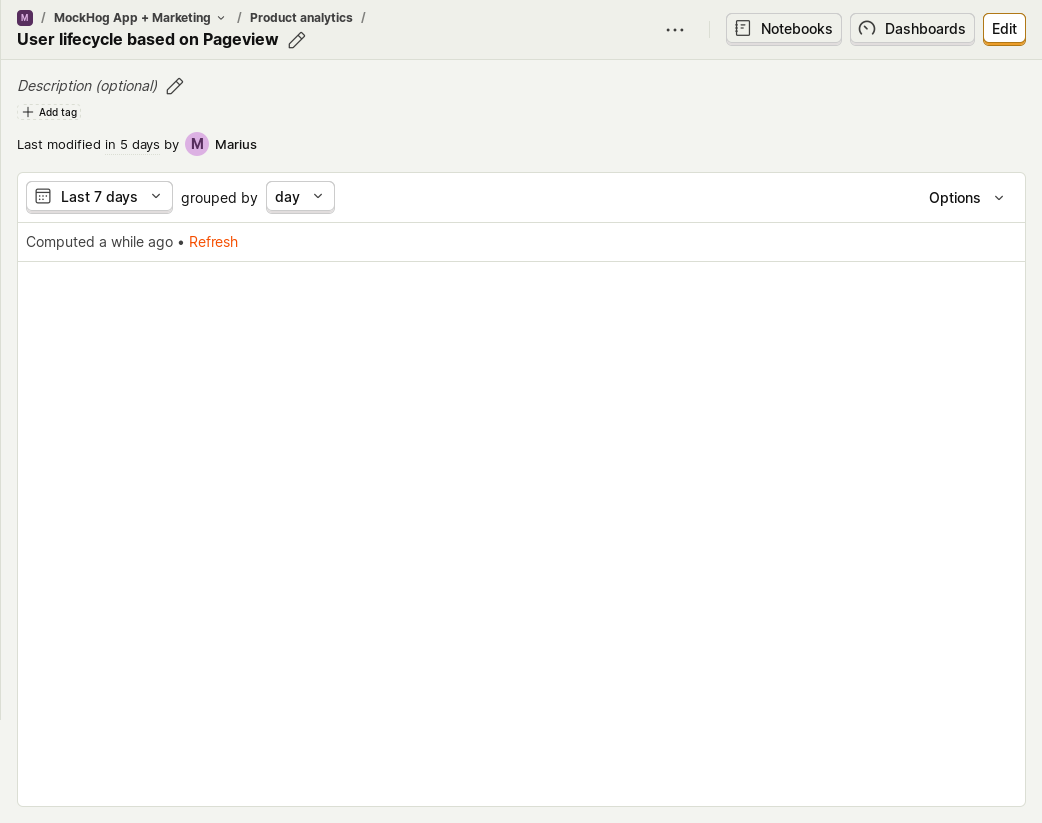 M / MockHog App + Marketing / Product analytics /
User lifecycle based on Pageview
Notebooks
Dashboards
Edit
Description (optional)
Add tag
Last modified in 5 days by M Marius
Last 7 days grouped by day
Options
Computed a while ago • Refresh